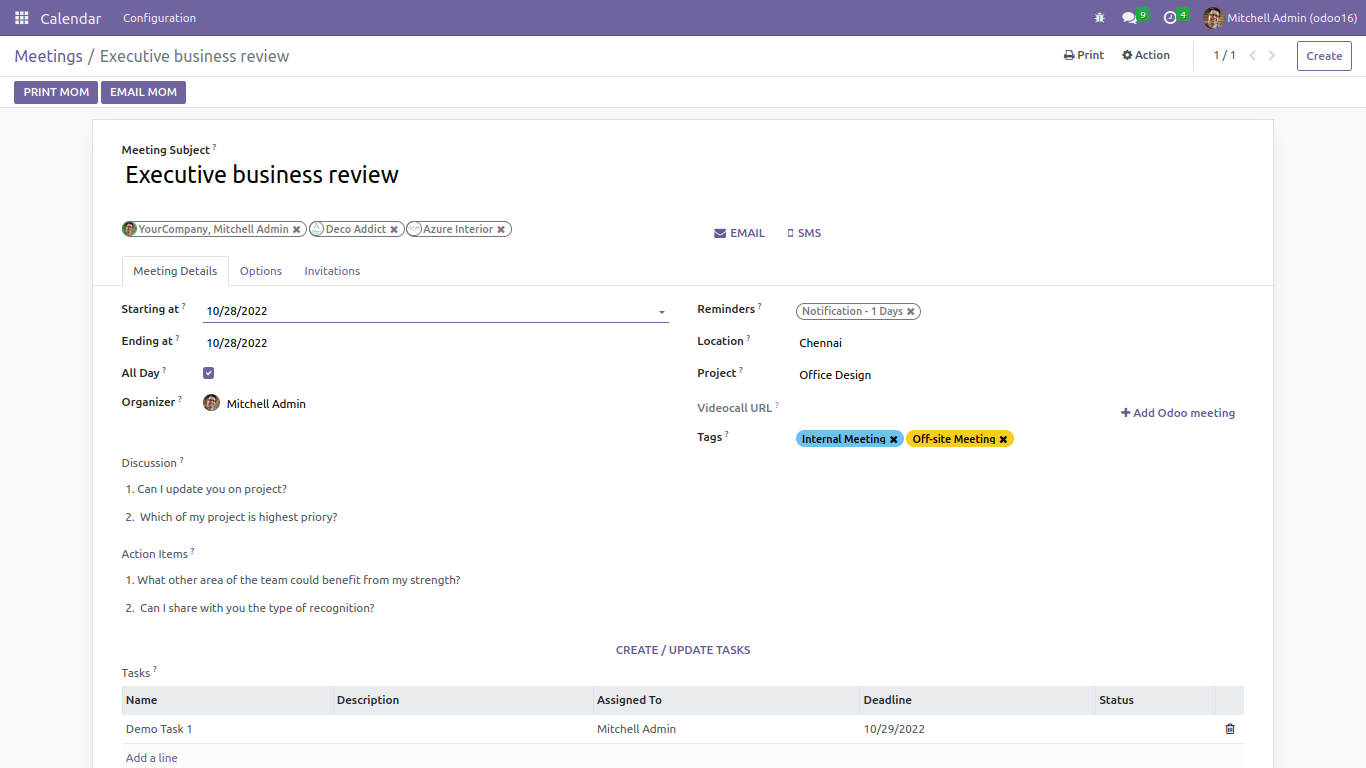 Calendar Configuration 9 4 Mitchell Admin (odoo16)
Meetings / Executive business review Print Action 1 / 1 Create
PRINT MOM EMAIL MOM
Meeting Subject ?
Executive business review
YourCompany, Mitchell Admin Deco Addict Azure Interior EMAIL SMS
Meeting Details Options Invitations
Starting at ? 10/28/2022 Reminders ? Notification - 1 Days
Ending at ? 10/28/2022 Location ? Chennai
All Day ? Project ? Office Design
Organizer ? Mitchell Admin Videocall URL ? + Add Odoo meeting
Tags ? Internal Meeting Off-site Meeting
Discussion ?
1. Can I update you on project?
2. Which of my project is highest priory?
Action Items ?
1. What other area of the team could benefit from my strength?
2. Can I share with you the type of recognition?
CREATE / UPDATE TASKS
Tasks ?
Name Description Assigned To Deadline Status
Demo Task 1 Mitchell Admin 10/29/2022
Add a line